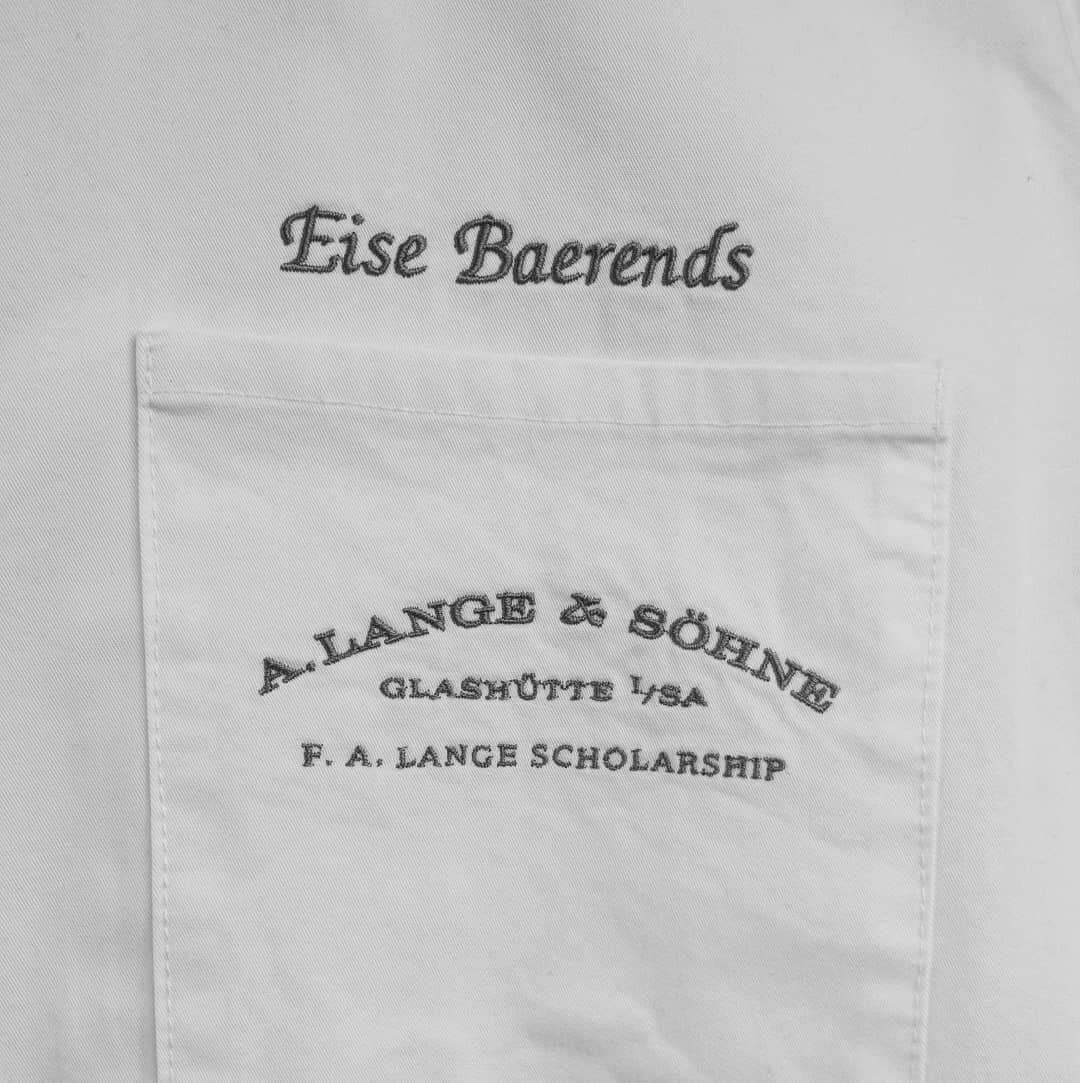 Eise Baerends
A. LANGE & SÖHNE
GLASHÜTTE I/SA
F. A. LANGE SCHOLARSHIP